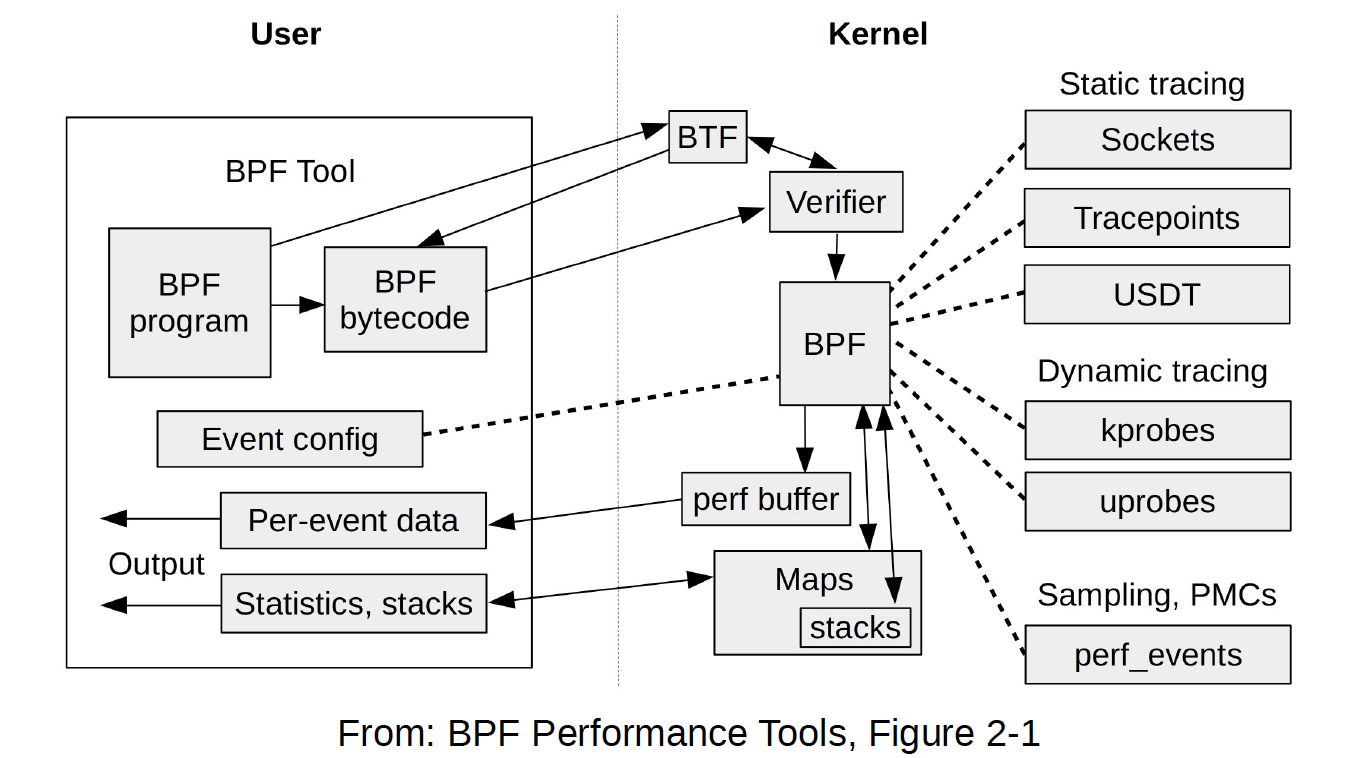 User
Kernel
BPF Tool
BPF
program
BPF
bytecode
Event config
Per-event data
Output
Statistics, stacks
BTF
Verifier
BPF
perf buffer
Maps
stacks
Static tracing
Sockets
Tracepoints
USDT
Dynamic tracing
kprobes
uprobes
Sampling, PMCs
perf_events
From: BPF Performance Tools, Figure 2-1